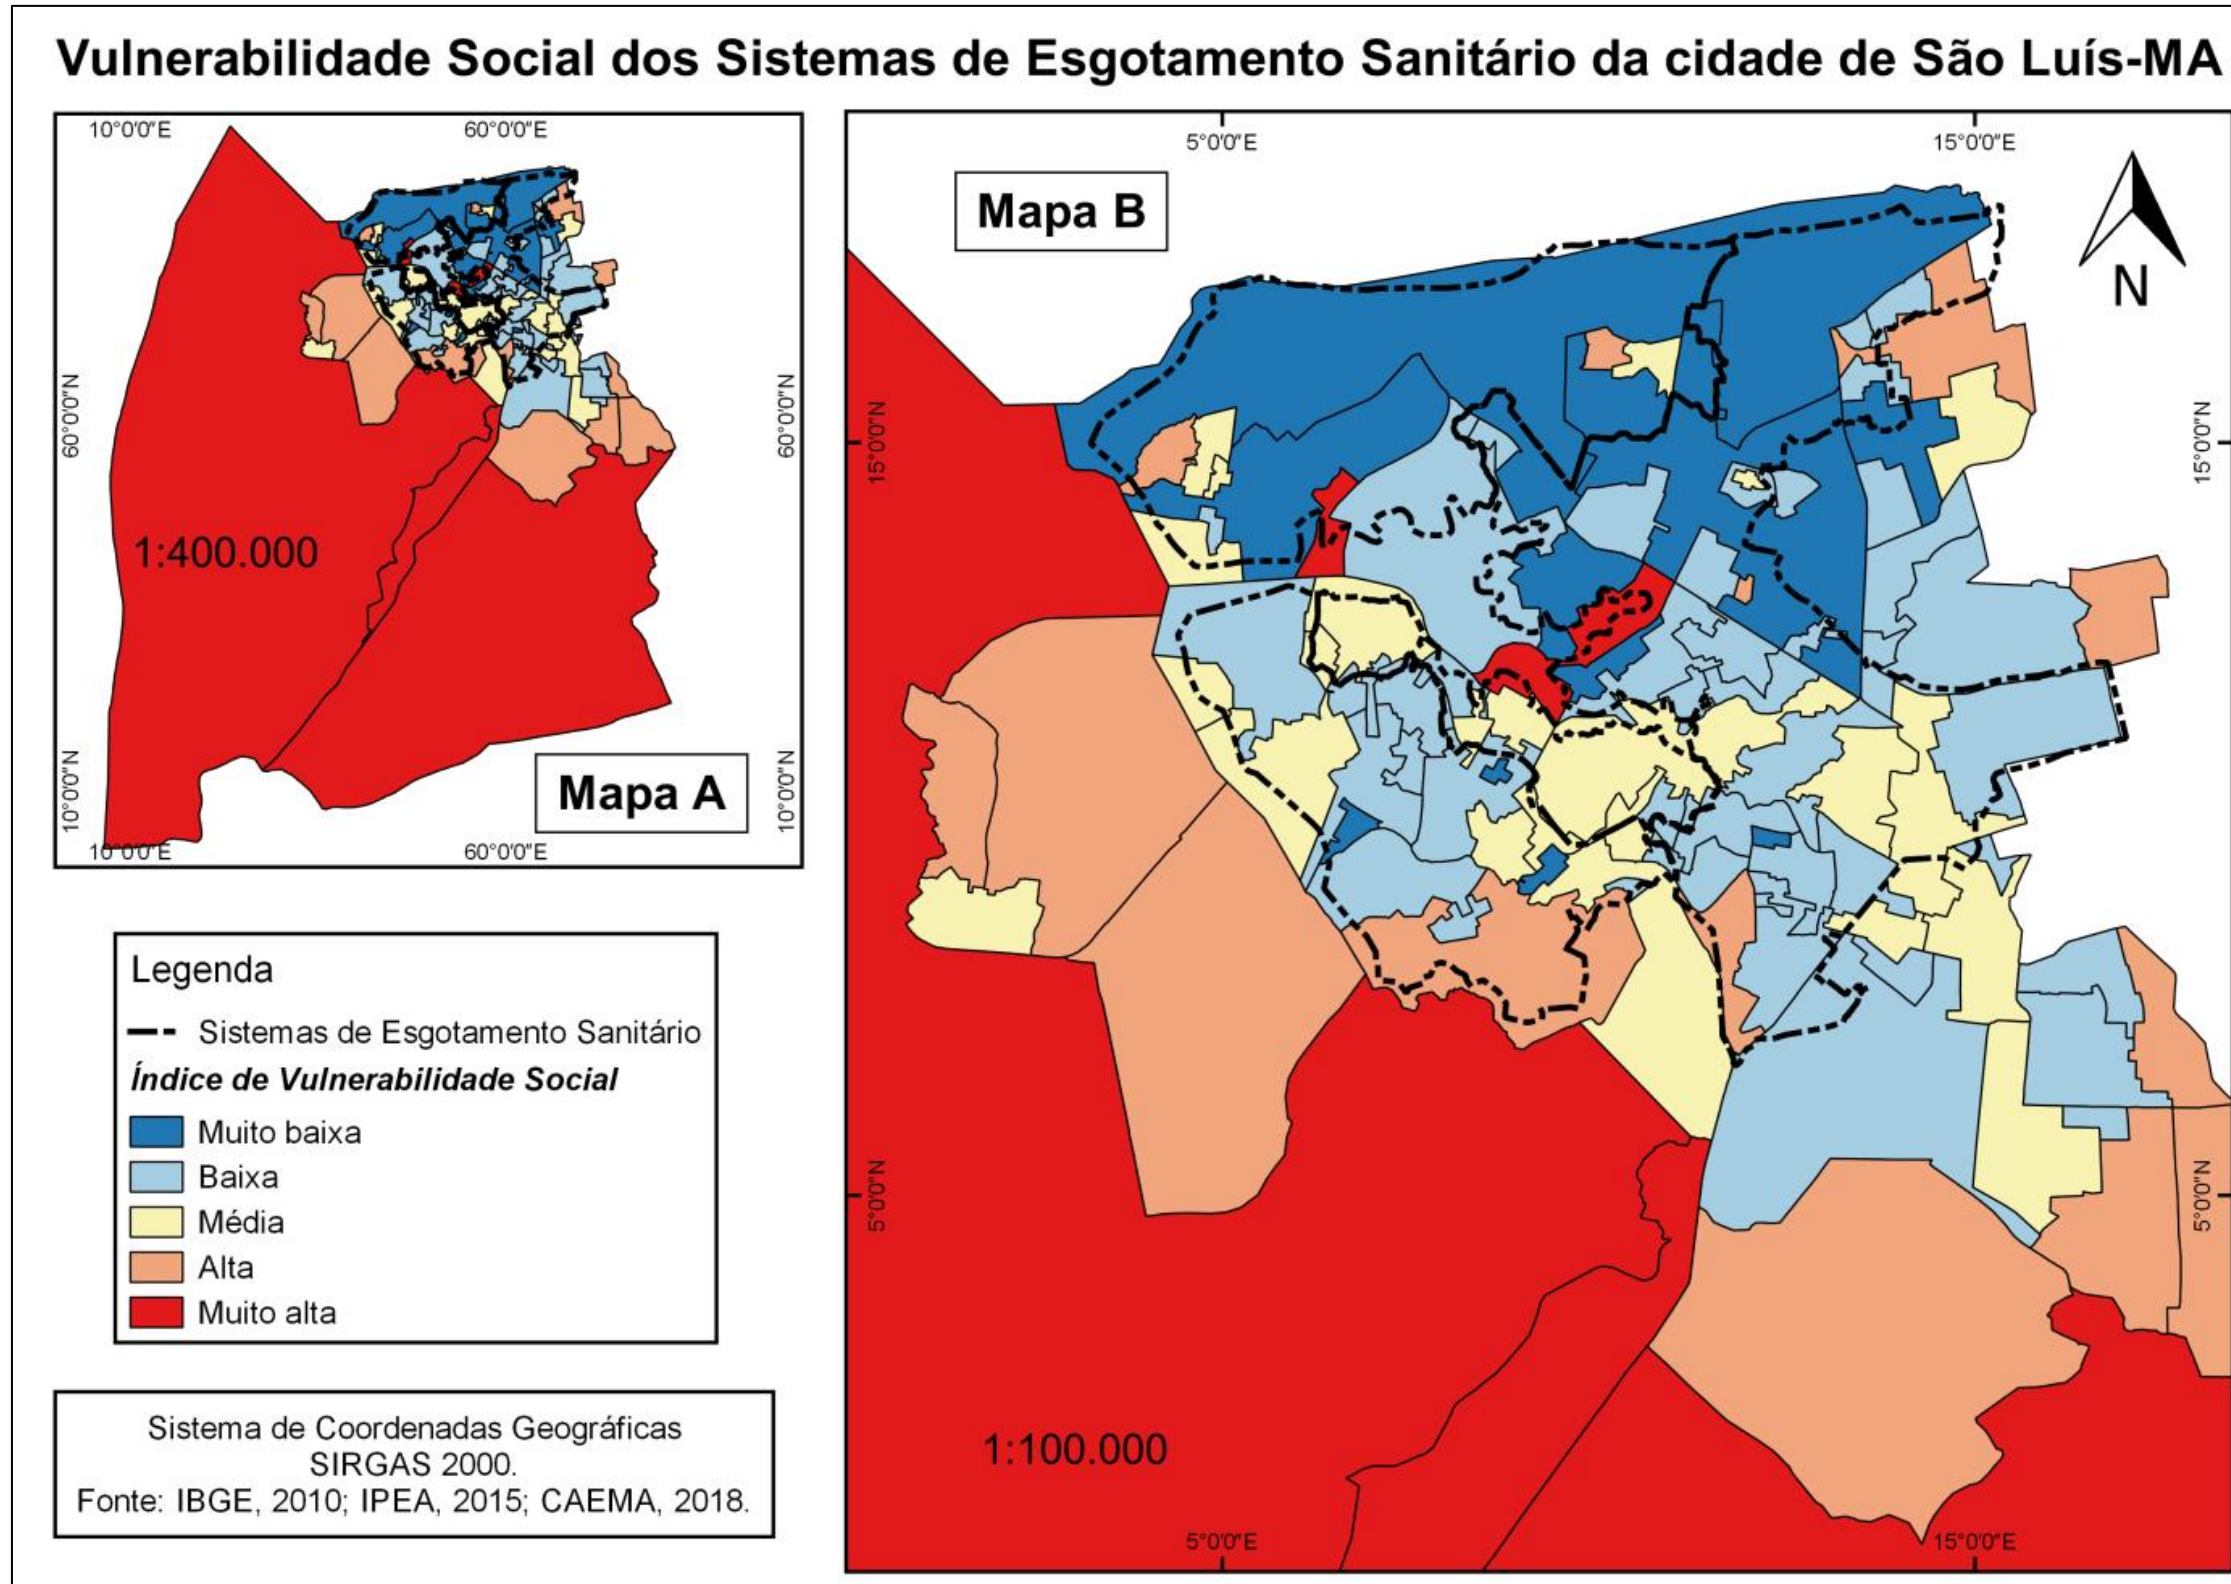 Vulnerabilidade Social dos Sistemas de Esgotamento Sanitário da cidade de São Luís-MA
10°0'0"E
60°0'0"E
60°0'0"N
60°0'0"N
1:400.000
10°0'0"N
10°0'0"N
Mapa A
10°0'0"E
60°0'0"E
5°0'0"E
15°0'0"E
Mapa B
N
15°0'0"N
15°0'0"N
5°0'0"N
5°0'0"N
1:100.000
5°0'0"E
15°0'0"E
Legenda
Sistemas de Esgotamento Sanitário
Índice de Vulnerabilidade Social
Muito baixa
Baixa
Média
Alta
Muito alta
Sistema de Coordenadas Geográficas
SIRGAS 2000.
Fonte: IBGE, 2010; IPEA, 2015; CAEMA, 2018.